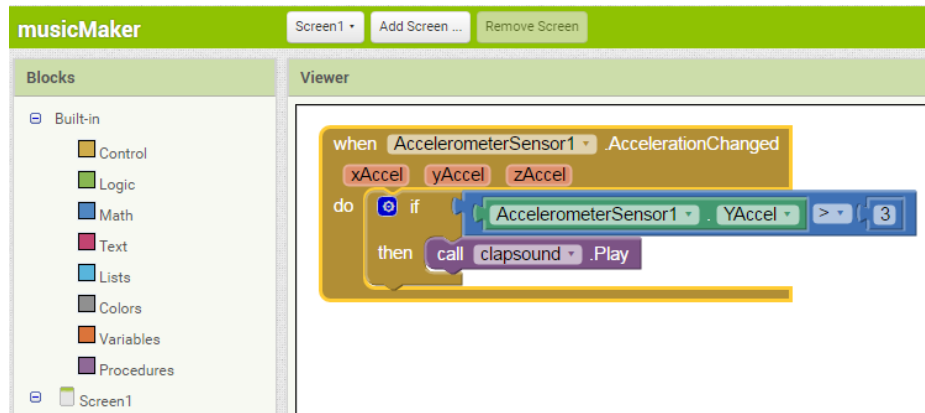 musicMaker
Screen1
Add Screen ...
Remove Screen
Blocks
Viewer
Built-in
Control
Logic
Math
Text
Lists
Colors
Variables
Procedures
Screen1
when AccelerometerSensor1 .AccelerationChanged
xAccel yAccel zAccel
do if AccelerometerSensor1 . YAccel > 3
then call clapsound .Play